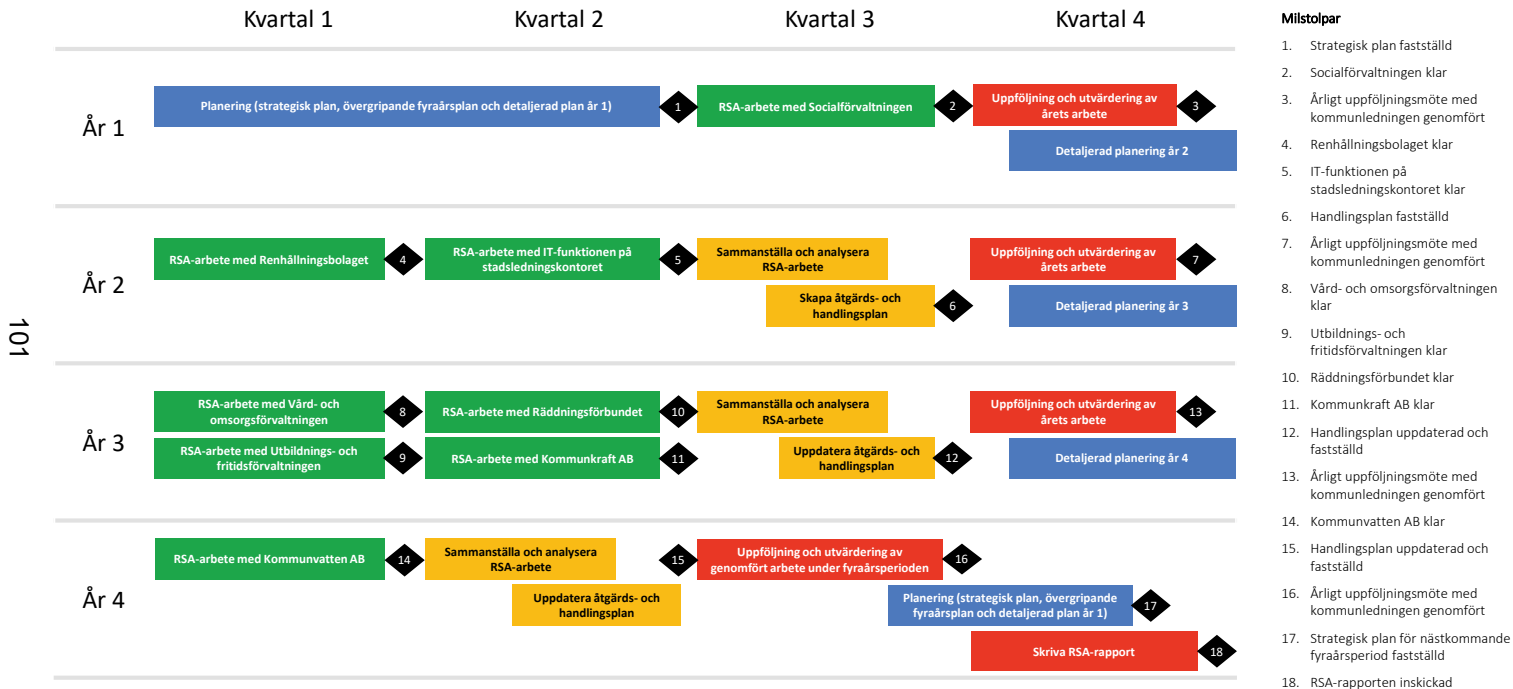 Kvartal 1
Kvartal 2
Kvartal 3
Kvartal 4
År 1
Planering (strategisk plan, övergripande fyraårsplan och detaljerad plan år 1)
1
RSA-arbete med Socialförvaltningen
2
Uppföljning och utvärdering av
årets arbete
3
Detaljerad planering år 2
År 2
RSA-arbete med Renhållningsbolaget
4
RSA-arbete med IT-funktionen på
stadsledningskontoret
5
Sammanställa och analysera
RSA-arbete
Skapa åtgärds- och
handlingsplan
6
Uppföljning och utvärdering av
årets arbete
7
Detaljerad planering år 3
År 3
RSA-arbete med Vård- och
omsorgsförvaltningen
8
RSA-arbete med Utbildnings- och
fritidsförvaltningen
9
RSA-arbete med Räddningsförbundet
10
RSA-arbete med Kommunkraft AB
11
Sammanställa och analysera
RSA-arbete
Uppdatera åtgärds- och
handlingsplan
12
Uppföljning och utvärdering av
årets arbete
13
Detaljerad planering år 4
År 4
RSA-arbete med Kommunvatten AB
14
Sammanställa och analysera
RSA-arbete
Uppdatera åtgärds- och
handlingsplan
15
Uppföljning och utvärdering av
genomfört arbete under fyraårsperioden
16
Planering (strategisk plan, övergripande
fyraårsplan och detaljerad plan år 1)
17
Skriva RSA-rapport
18
Milstolpar
1. Strategisk plan fastställd
2. Socialförvaltningen klar
3. Årligt uppföljningsmöte med
kommunledningen genomfört
4. Renhållningsbolaget klar
5. IT-funktionen på
stadsledningskontoret klar
6. Handlingsplan fastställd
7. Årligt uppföljningsmöte med
kommunledningen genomfört
8. Vård- och omsorgsförvaltningen
klar
9. Utbildnings- och
fritidsförvaltningen klar
10. Räddningsförbundet klar
11. Kommunkraft AB klar
12. Handlingsplan uppdaterad och
fastställd
13. Årligt uppföljningsmöte med
kommunledningen genomfört
14. Kommunvatten AB klar
15. Handlingsplan uppdaterad och
fastställd
16. Årligt uppföljningsmöte med
kommunledningen genomfört
17. Strategisk plan för nästkommande
fyraårsperiod fastställd
18. RSA-rapporten inskickad
101